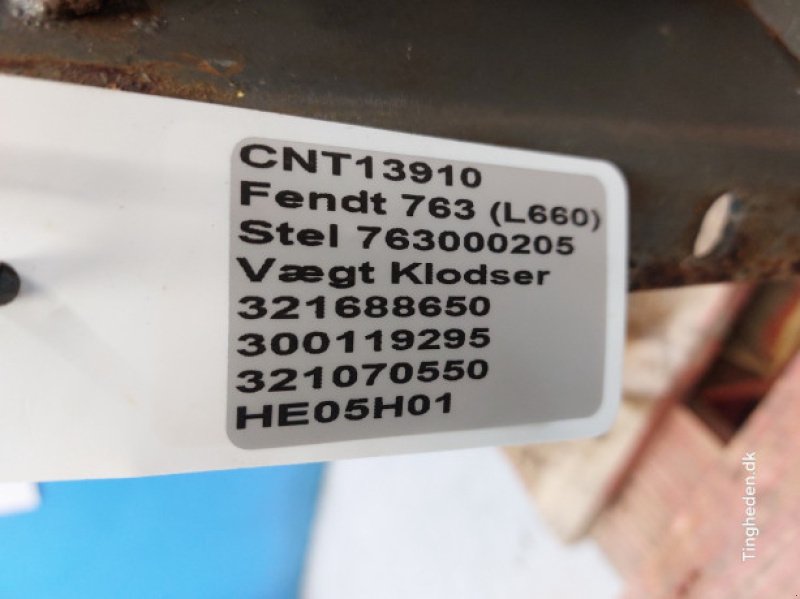 CNT13910
Fendt 763 (L660)
Stel 763000205
Vægt Klodser
321688650
300119295
321070550
HE05H01
Tingheden.dk